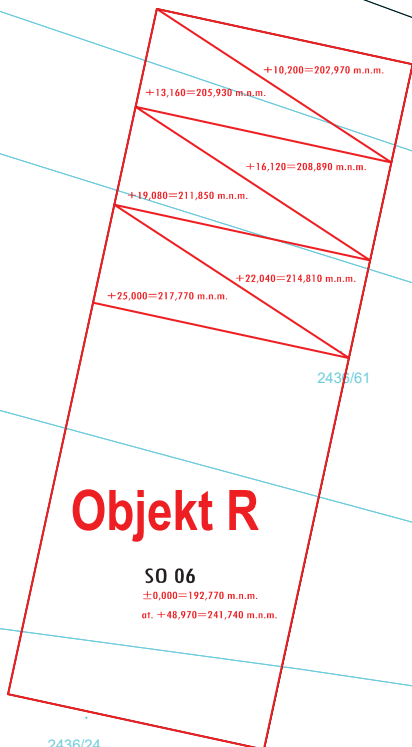 +10,200=202,970 m.n.m.
+13,160=205,930 m.n.m.
+16,120=208,890 m.n.m.
+19,080=211,850 m.n.m.
+22,040=214,810 m.n.m.
+25,000=217,770 m.n.m.
2436/61
Objekt R
SO 06
±0,000=192,770 m.n.m.
at. +48,970=241,740 m.n.m.
2436/24